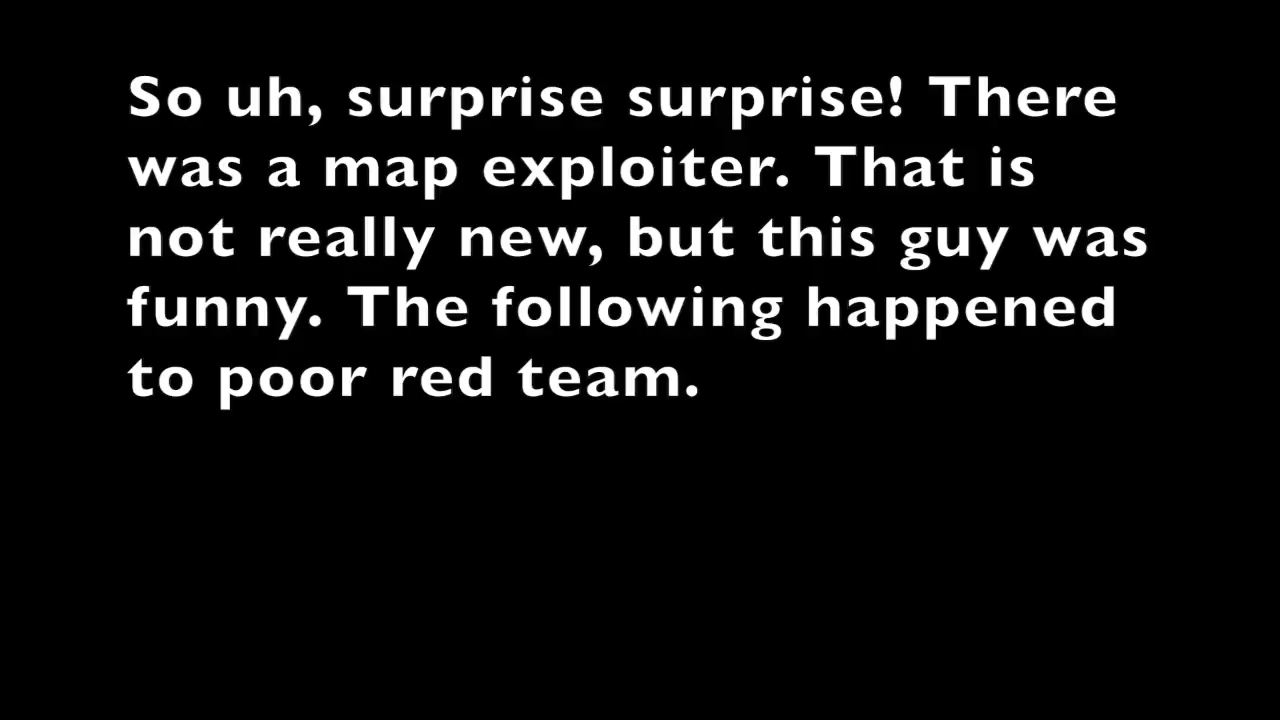 So uh, surprise surprise! There
was a map exploiter. That is
not really new, but this guy was
funny. The following happened
to poor red team.